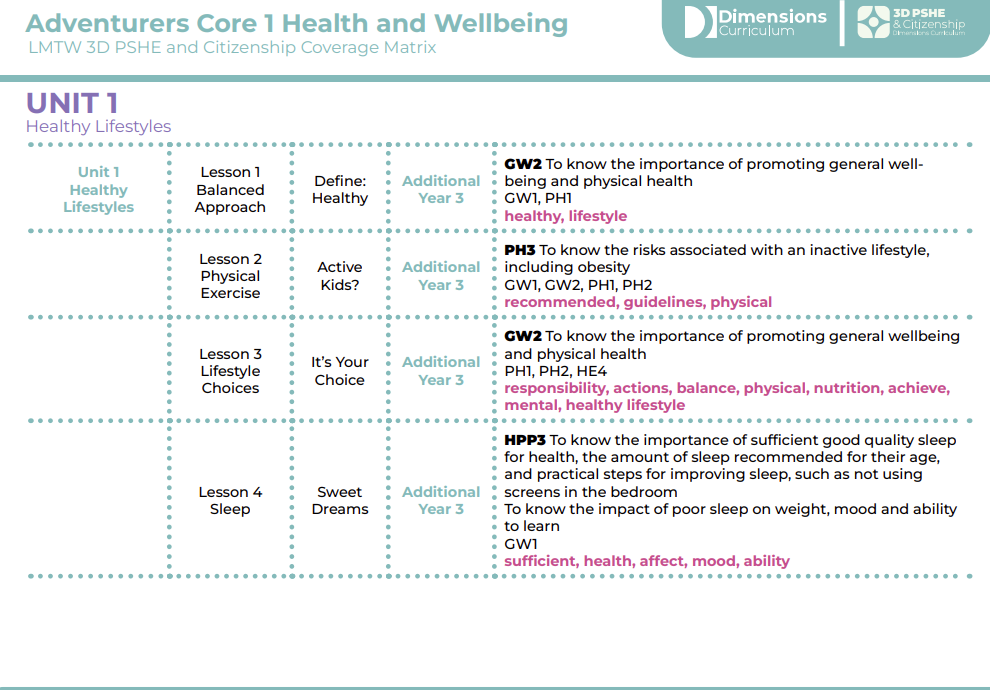 Adventurers Core 1 Health and Wellbeing
LMTW 3D PSHE and Citizenship Coverage Matrix
Dimensions
Curriculum
3D PSHE
& Citizenship
Dimensions Curriculum
UNIT 1
Healthy Lifestyles
Unit 1
Healthy
Lifestyles
Lesson 1
Balanced
Approach
Define:
Healthy
Additional
Year 3
GW2 To know the importance of promoting general well-
being and physical health
GW1, PH1
healthy, lifestyle
Lesson 2
Physical
Exercise
Active
Kids?
Additional
Year 3
PH3 To know the risks associated with an inactive lifestyle,
including obesity
GW1, GW2, PH1, PH2
recommended, guidelines, physical
Lesson 3
Lifestyle
Choices
It's Your
Choice
Additional
Year 3
GW2 To know the importance of promoting general wellbeing
and physical health
PH1, PH2, HE4
responsibility, actions, balance, physical, nutrition, achieve,
mental, healthy lifestyle
Lesson 4
Sleep
Sweet
Dreams
Additional
Year 3
HPP3 To know the importance of sufficient good quality sleep
for health, the amount of sleep recommended for their age,
and practical steps for improving sleep, such as not using
screens in the bedroom
To know the impact of poor sleep on weight, mood and ability
to learn
GW1
sufficient, health, affect, mood, ability